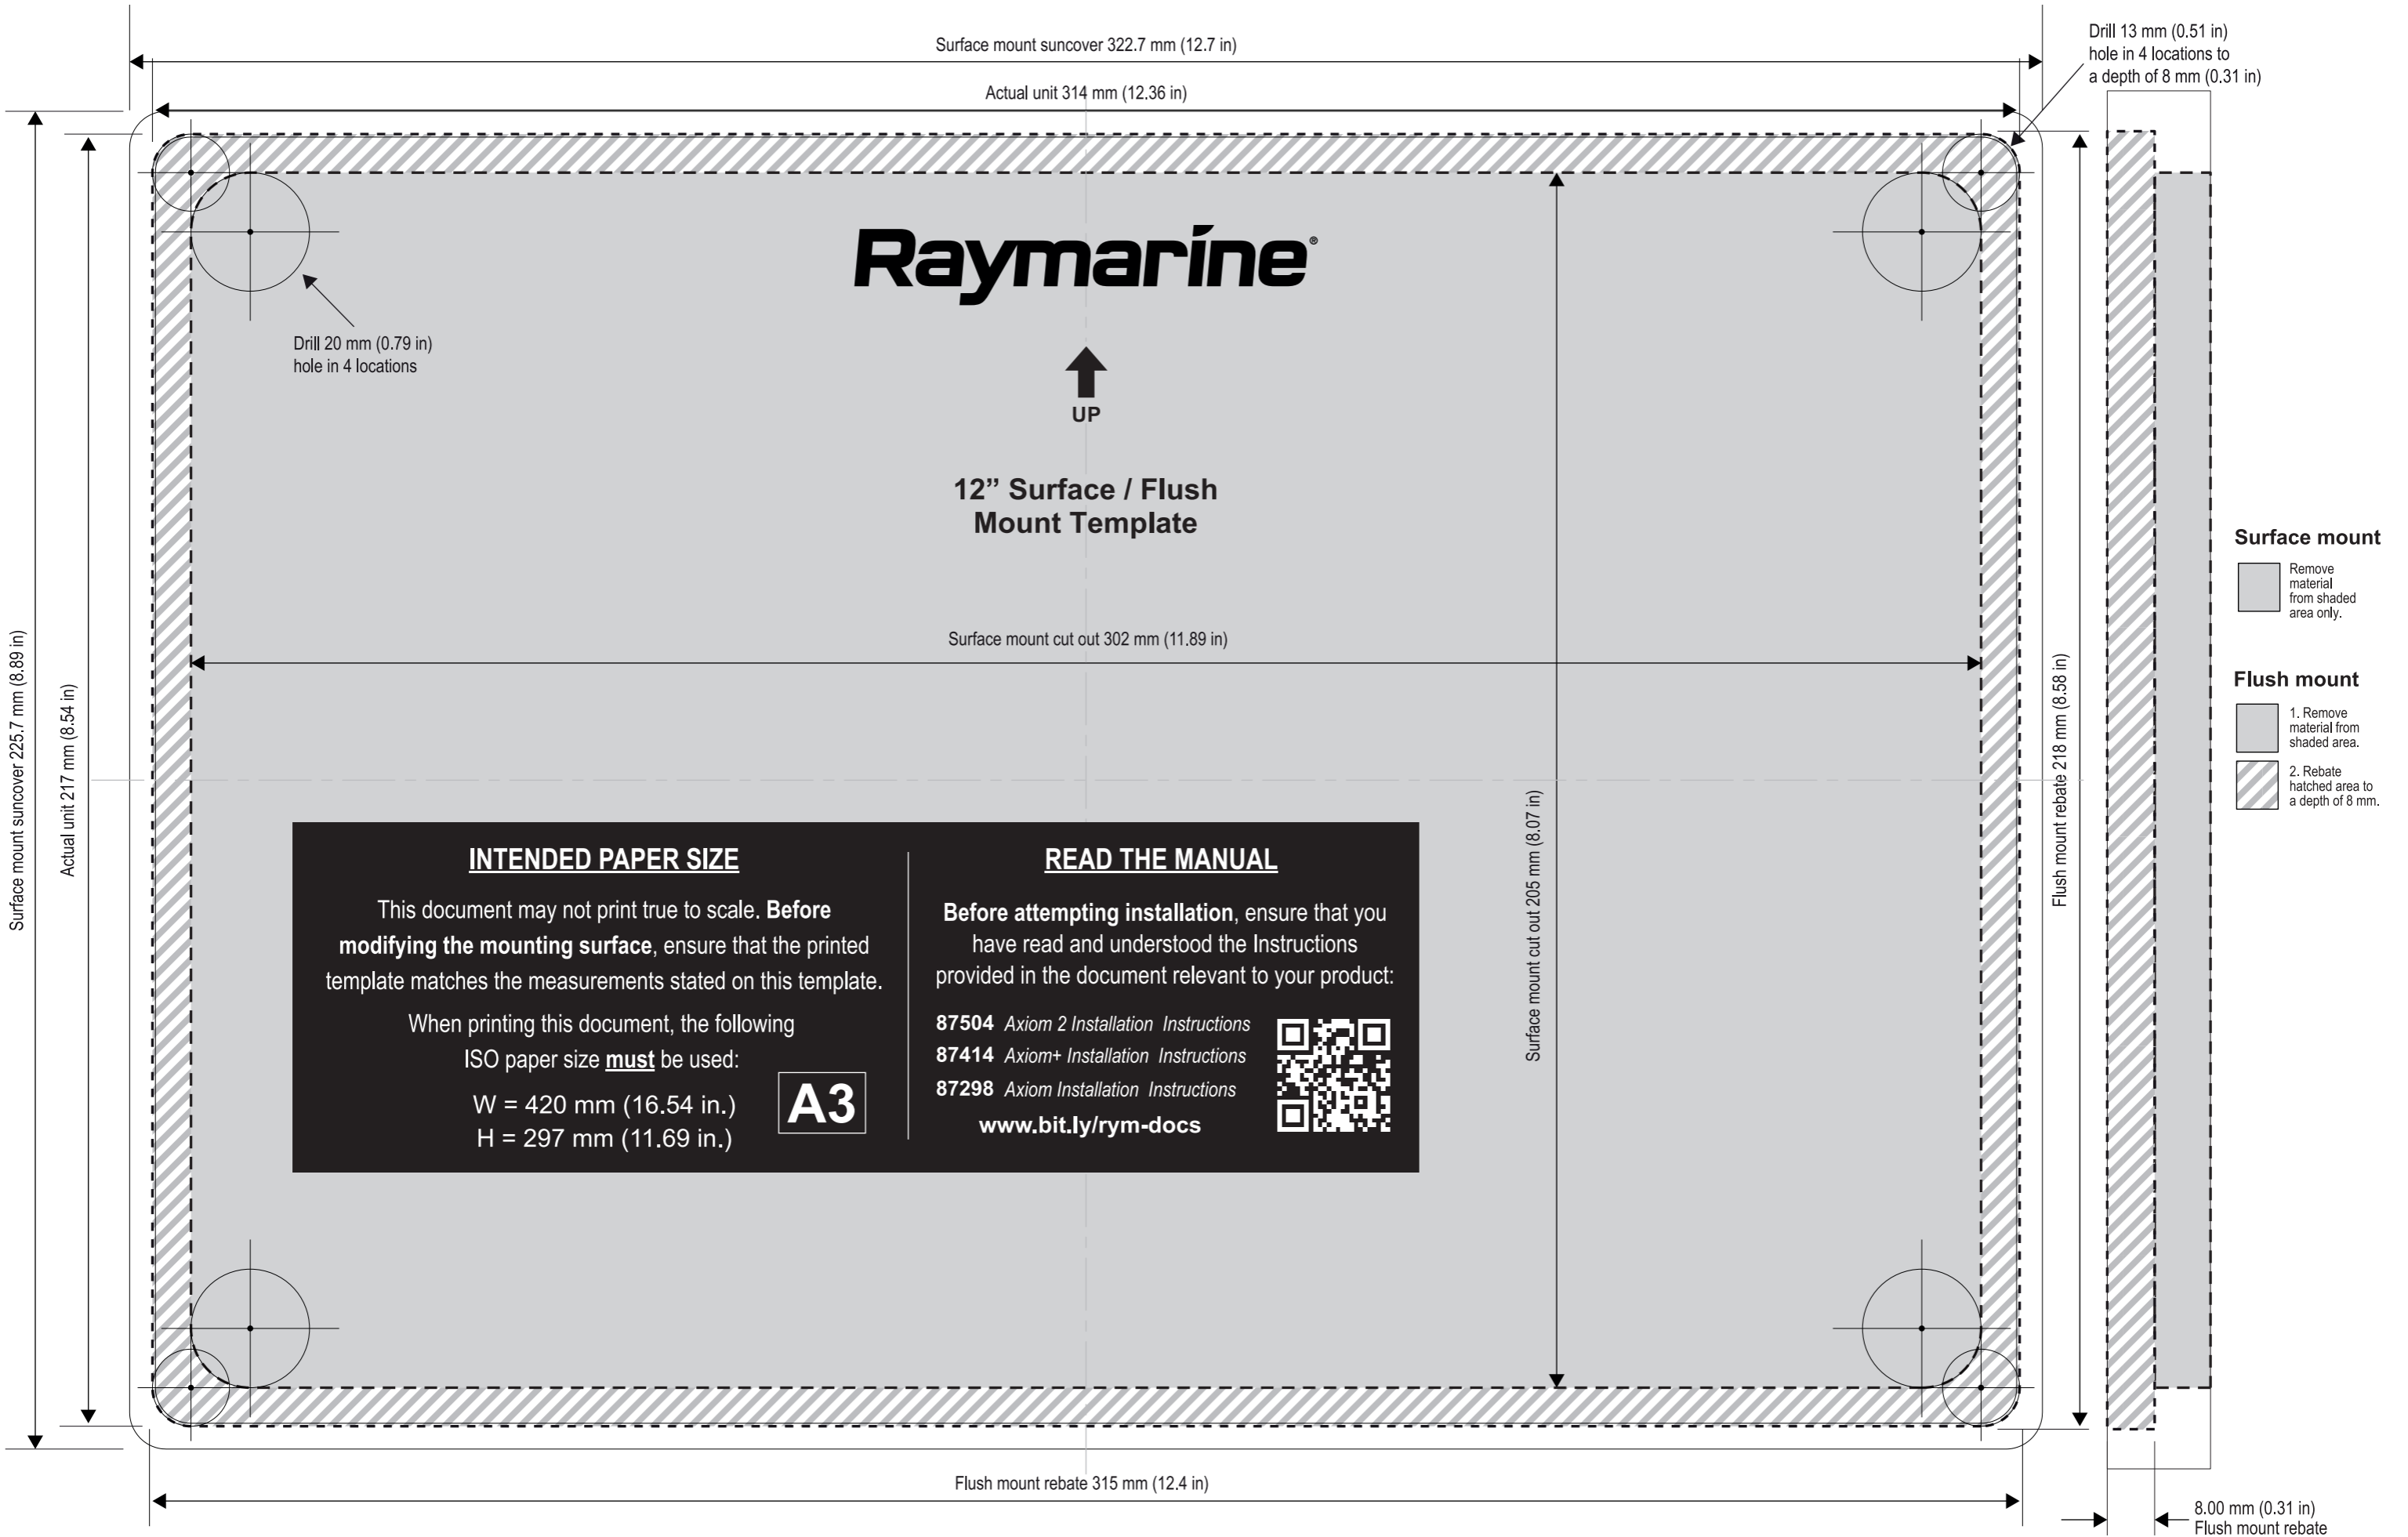 Surface mount suncover 322.7 mm (12.7 in)
Drill 13 mm (0.51 in)
hole in 4 locations to
a depth of 8 mm (0.31 in)
Actual unit 314 mm (12.36 in)
Raymarine®
Drill 20 mm (0.79 in)
hole in 4 locations
UP
12” Surface / Flush
Mount Template
Surface mount cut out 302 mm (11.89 in)
Surface mount suncover 225.7 mm (8.89 in)
Actual unit 217 mm (8.54 in)
Surface mount cut out 205 mm (8.07 in)
Flush mount rebate 218 mm (8.58 in)
Surface mount
Remove
material
from shaded
area only.
Flush mount
1. Remove
material from
shaded area.
2. Rebate
hatched area to
a depth of 8 mm.
INTENDED PAPER SIZE
This document may not print true to scale. Before
modifying the mounting surface, ensure that the printed
template matches the measurements stated on this template.
When printing this document, the following
ISO paper size must be used:
W = 420 mm (16.54 in.)
H = 297 mm (11.69 in.)
A3
READ THE MANUAL
Before attempting installation, ensure that you
have read and understood the Instructions
provided in the document relevant to your product:
87504 Axiom 2 Installation Instructions
87414 Axiom+ Installation Instructions
87298 Axiom Installation Instructions
www.bit.ly/rym-docs
Flush mount rebate 315 mm (12.4 in)
8.00 mm (0.31 in)
Flush mount rebate